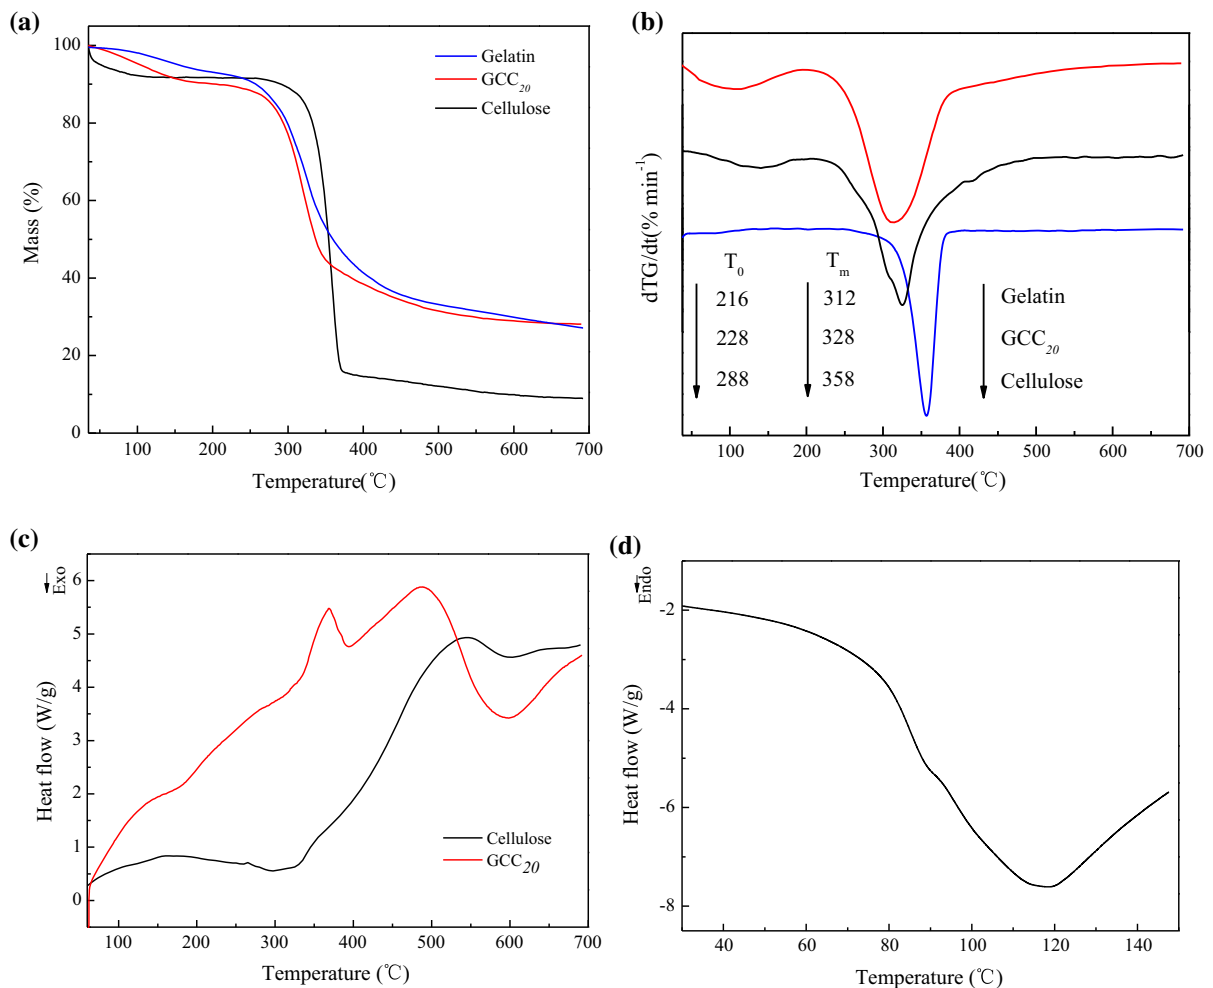 (a)
100
80
60
40
20
0
Mass (%)
Gelatin
GCC20
Cellulose
100 200 300 400 500 600 700
Temperature(℃)
(b)
dTG/dt(% min⁻¹)
T0 Tm
216 312 Gelatin
228 328 GCC20
288 358 Cellulose
100 200 300 400 500 600 700
Temperature(℃)
(c)
Exo
6
5
4
3
2
1
0
Heat flow (W/g)
Cellulose
GCC20
100 200 300 400 500 600 700
Temperature (℃)
(d)
Endo
-2
-4
-6
-8
Heat flow (W/g)
40 60 80 100 120 140
Temperature (℃)